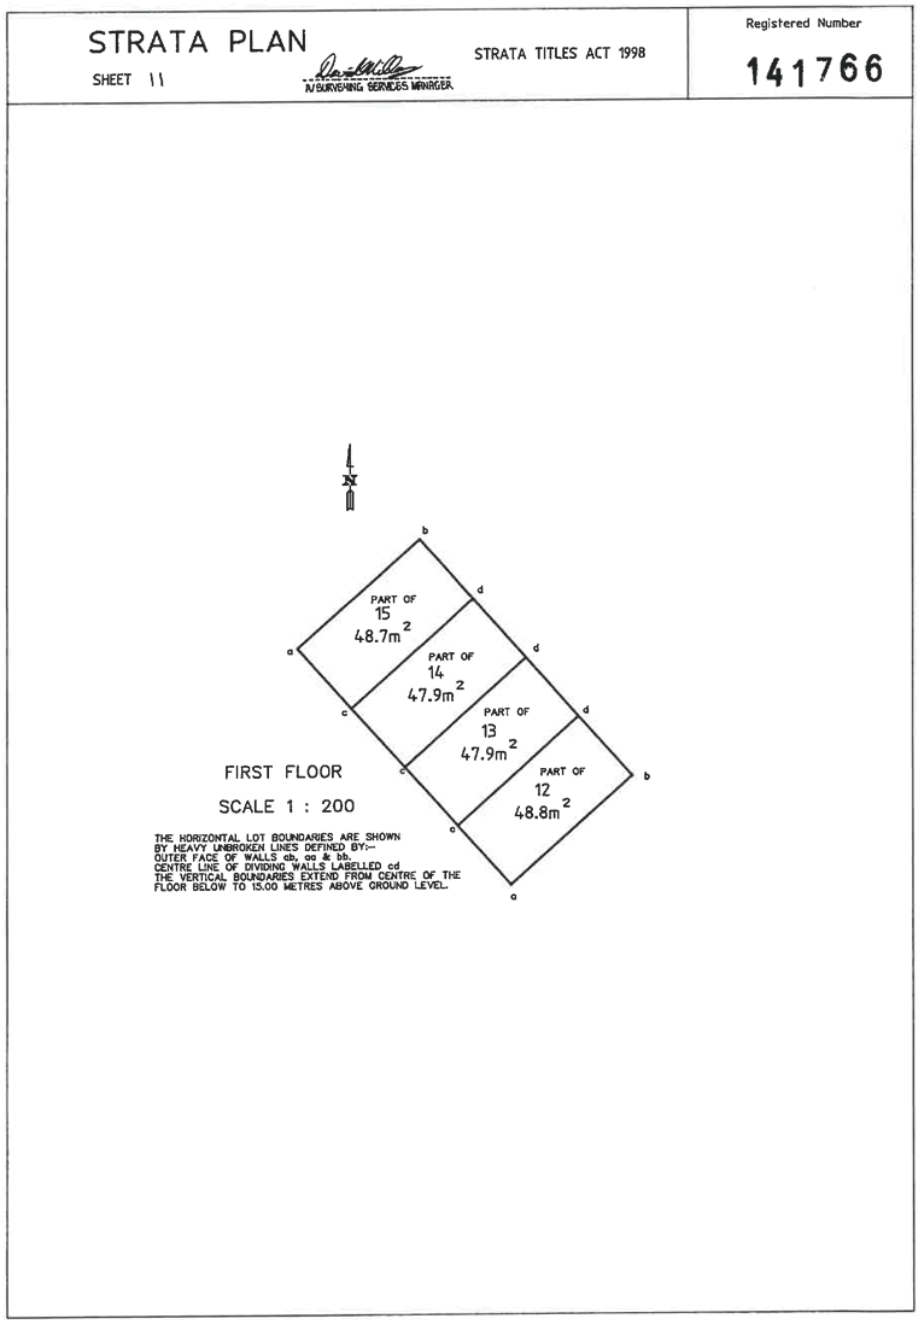 STRATA PLAN
SHEET 11
SURVEYING SERVICES MANAGER
STRATA TITLES ACT 1998
Registered Number
141766
N
b
d
PART OF
15
48.7m²
a
d
PART OF
14
47.9m²
c
d
PART OF
13
47.9m²
c
b
PART OF
12
48.8m²
c
a
FIRST FLOOR
SCALE 1 : 200
THE HORIZONTAL LOT BOUNDARIES ARE SHOWN
BY HEAVY UNBROKEN LINES DEFINED BY:-
OUTER FACE OF WALLS ab, aa & bb.
CENTRE LINE OF DIVIDING WALLS LABELLED cd
THE VERTICAL BOUNDARIES EXTEND FROM CENTRE OF THE
FLOOR BELOW TO 15.00 METRES ABOVE GROUND LEVEL.